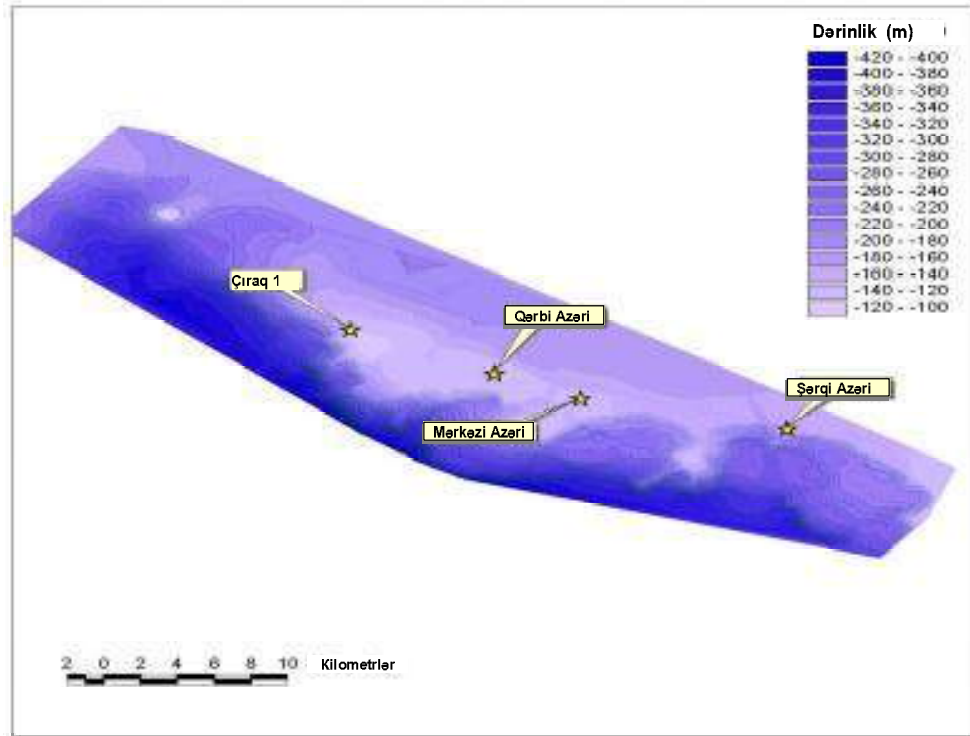 Dərinlik (m)
-420 - -400
-400 - -380
-380 - -360
-360 - -340
-340 - -320
-320 - -300
-300 - -280
-280 - -260
-260 - -240
-240 - -220
-220 - -200
-200 - -180
-180 - -160
-160 - -140
-140 - -120
-120 - -100
Çıraq 1
Qərbi Azəri
Şərqi Azəri
Mərkəzi Azəri
2 0 2 4 6 8 10 Kilometrlər